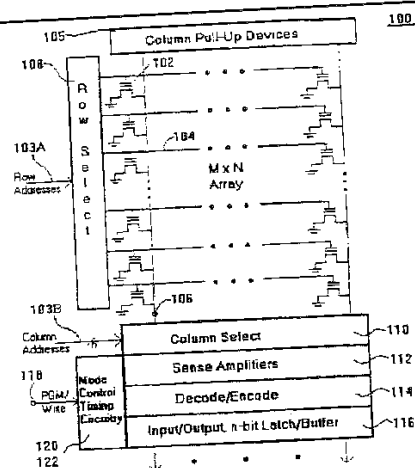 100
105
Column Pull-Up Devices
108
102
Row Select
104
103A
Row Addresses
M x N
Array
106
103B
Column Addresses
n
Column Select
110
Sense Amplifiers
112
118
PGM/
Mode Control Timing
Decode/Encode
114
Input/Output, n-bit Latch/Buffer
116
120
122